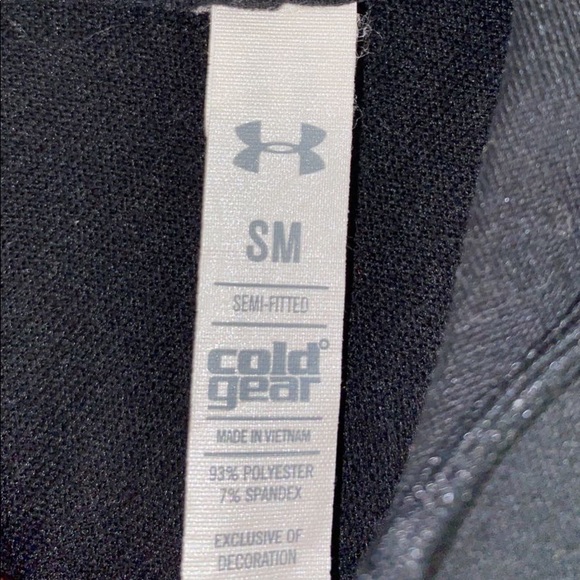 SM
SEMI-FITTED
cold°
gear
MADE IN VIETNAM
93% POLYESTER
7% SPANDEX
EXCLUSIVE OF
DECORATION